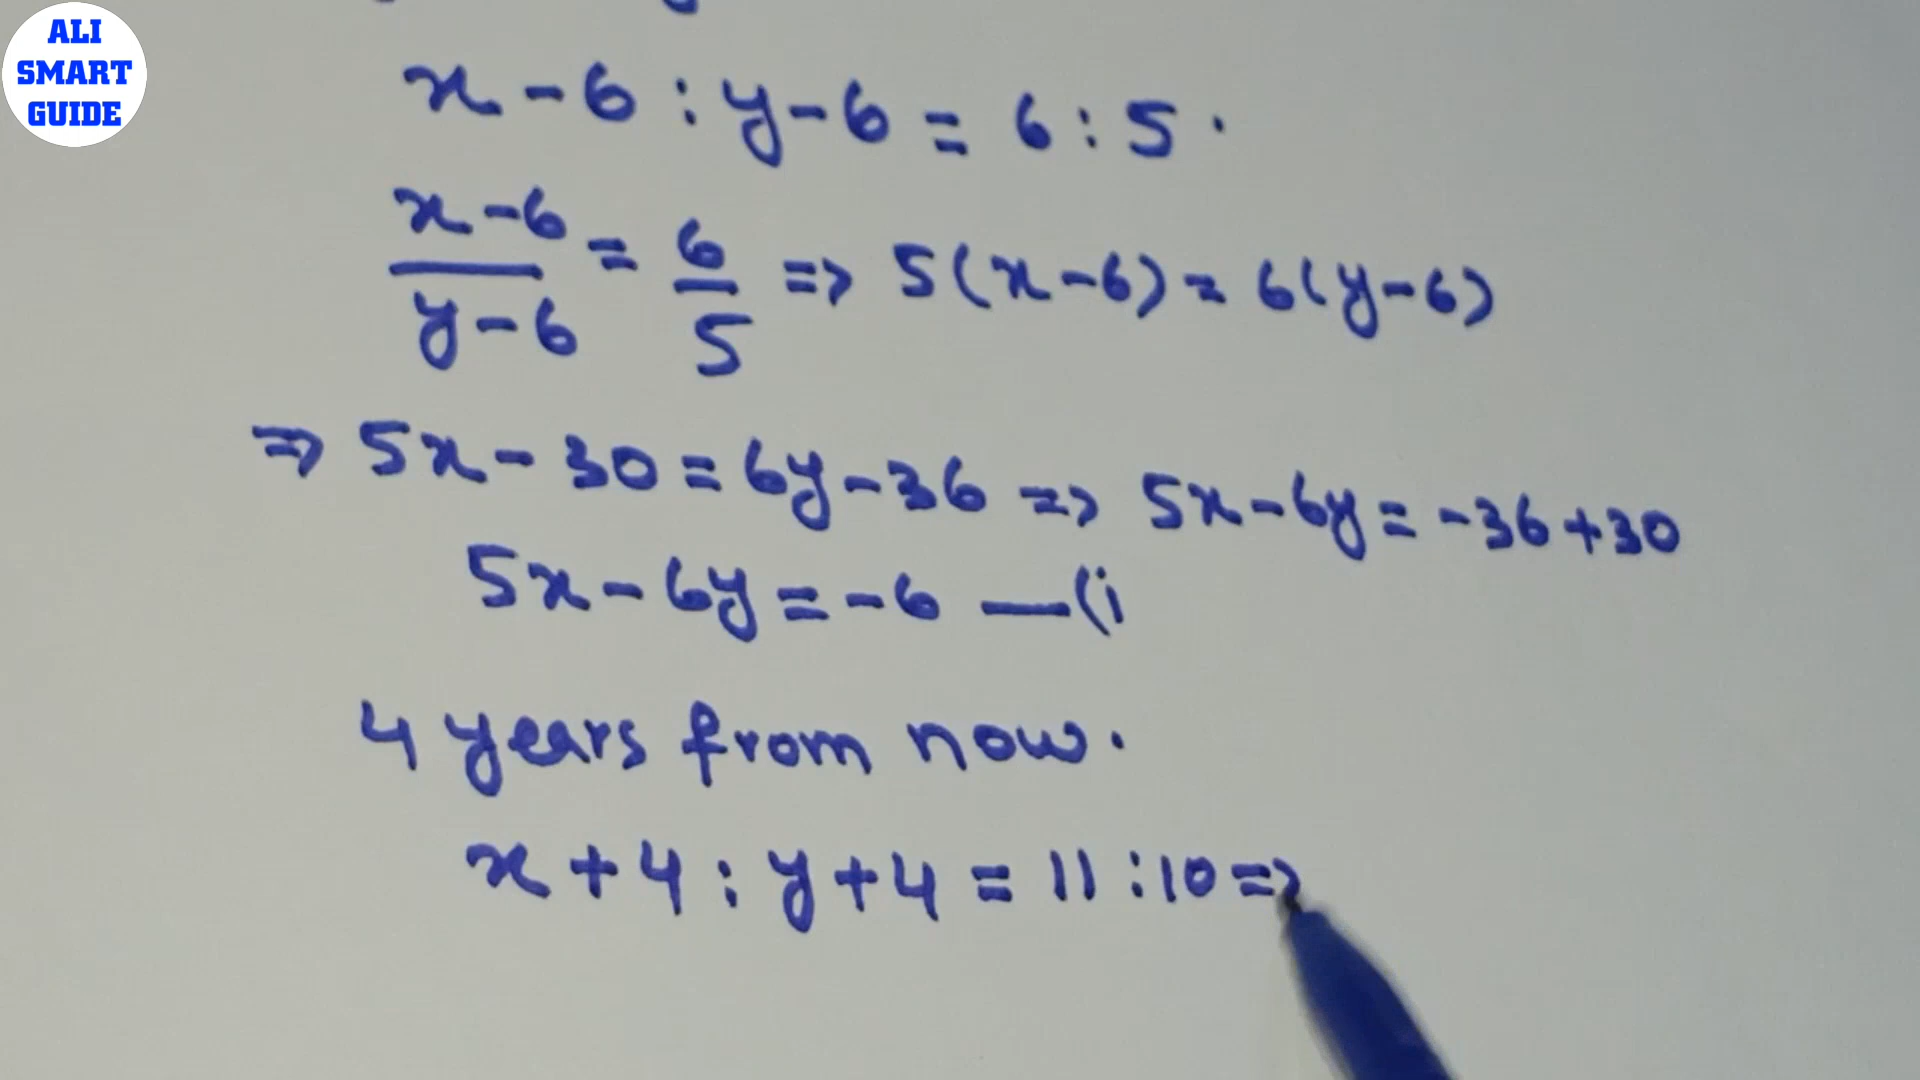 ALI
SMART
GUIDE
x - 6 : y - 6 = 6 : 5 .
x - 6 / y - 6 = 6 / 5 => 5(x - 6) = 6(y - 6)
=> 5x - 30 = 6y - 36 => 5x - 6y = -36 + 30
5x - 6y = -6 —(i
4 years from now.
x + 4 : y + 4 = 11 : 10 =>